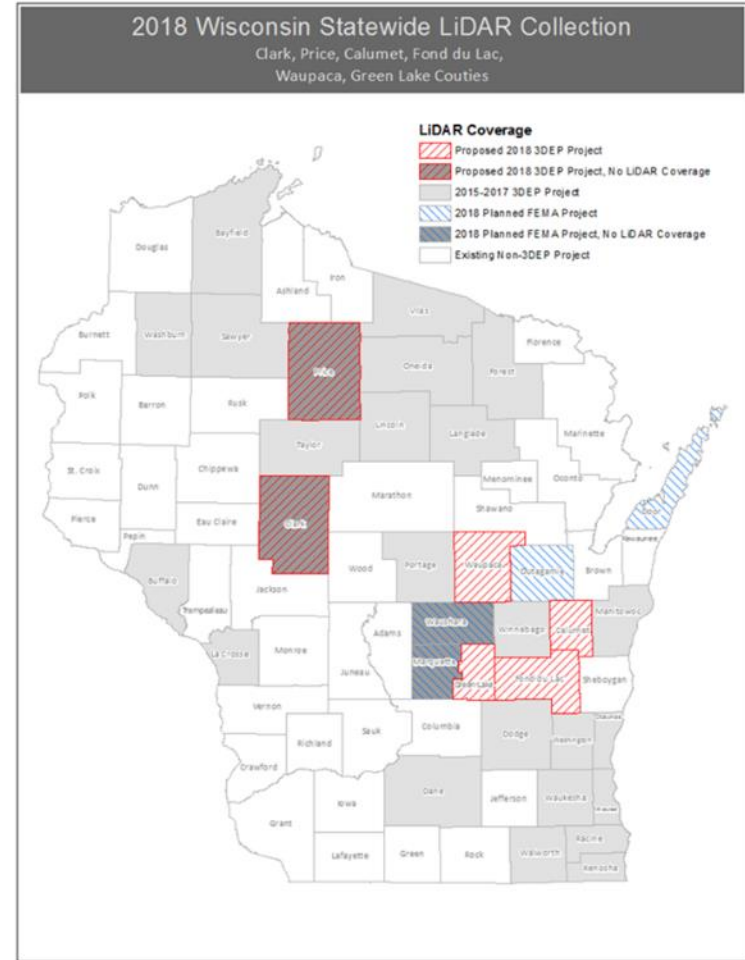 2018 Wisconsin Statewide LiDAR Collection
Clark, Price, Calumet, Fond du Lac,
Waupaca, Green Lake Couties
LiDAR Coverage
Proposed 2018 3DEP Project
Proposed 2018 3DEP Project, No LiDAR Coverage
2015-2017 3DEP Project
2018 Planned FEMA Project
2018 Planned FEMA Project, No LiDAR Coverage
Existing Non-3DEP Project
Douglas
Bayfield
Ashland
Iron
Vilas
Burnett
Washburn
Sawyer
Price
Oneida
Forest
Florence
Polk
Barron
Rusk
Taylor
Lincoln
Langlade
Marinette
St. Croix
Dunn
Chippewa
Marathon
Menominee
Oconto
Pierce
Pepin
Eau Claire
Clark
Shawano
Door
Buffalo
Trempealeau
Jackson
Wood
Portage
Waupaca
Outagamie
Brown
Kewaunee
La Crosse
Monroe
Juneau
Adams
Waushara
Marquette
Green Lake
Winnebago
Calumet
Manitowoc
Fond du Lac
Sheboygan
Vernon
Crawford
Richland
Sauk
Columbia
Dodge
Washington
Grant
Iowa
Dane
Jefferson
Waukesha
Lafayette
Green
Rock
Walworth
Racine
Kenosha